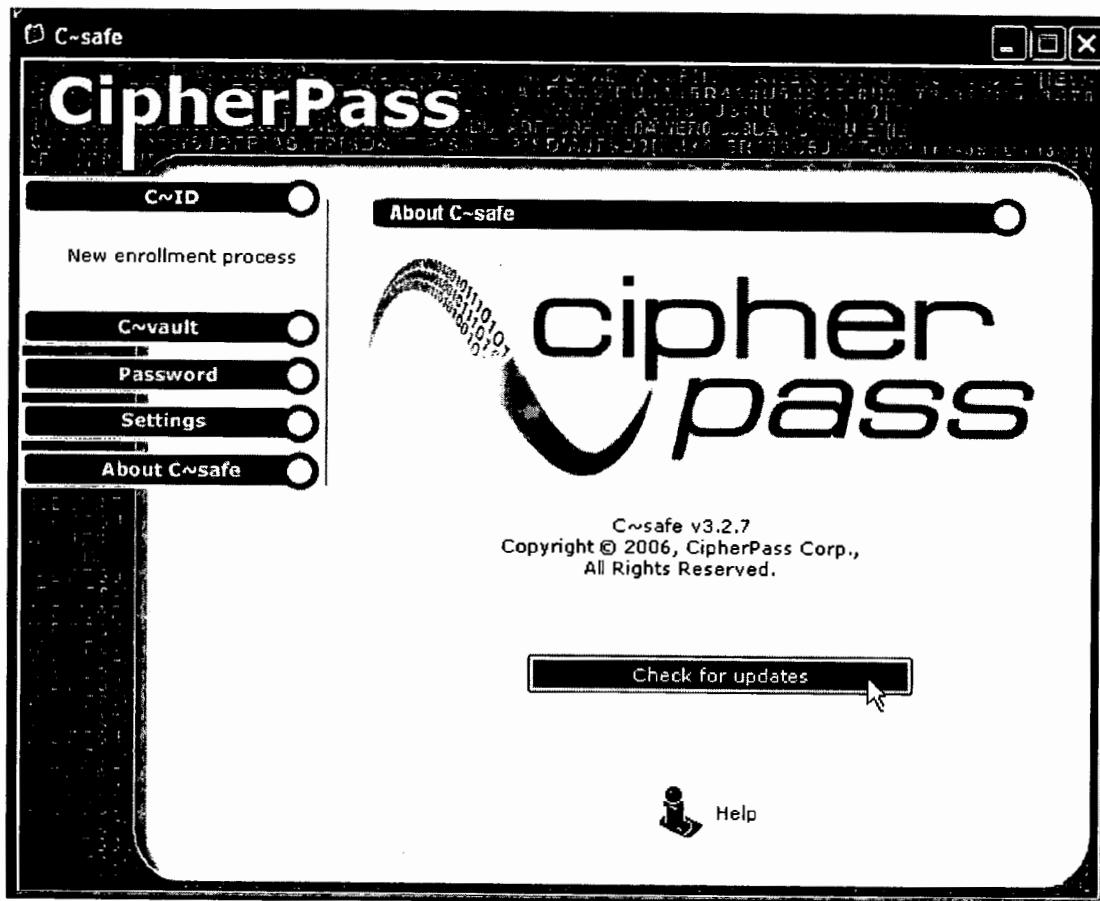 C~safe
CipherPass
C~ID
New enrollment process
C~vault
Password
Settings
About C~safe
About C~safe
cipher
pass
C~safe v3.2.7
Copyright © 2006, CipherPass Corp.,
All Rights Reserved.
Check for updates
Help